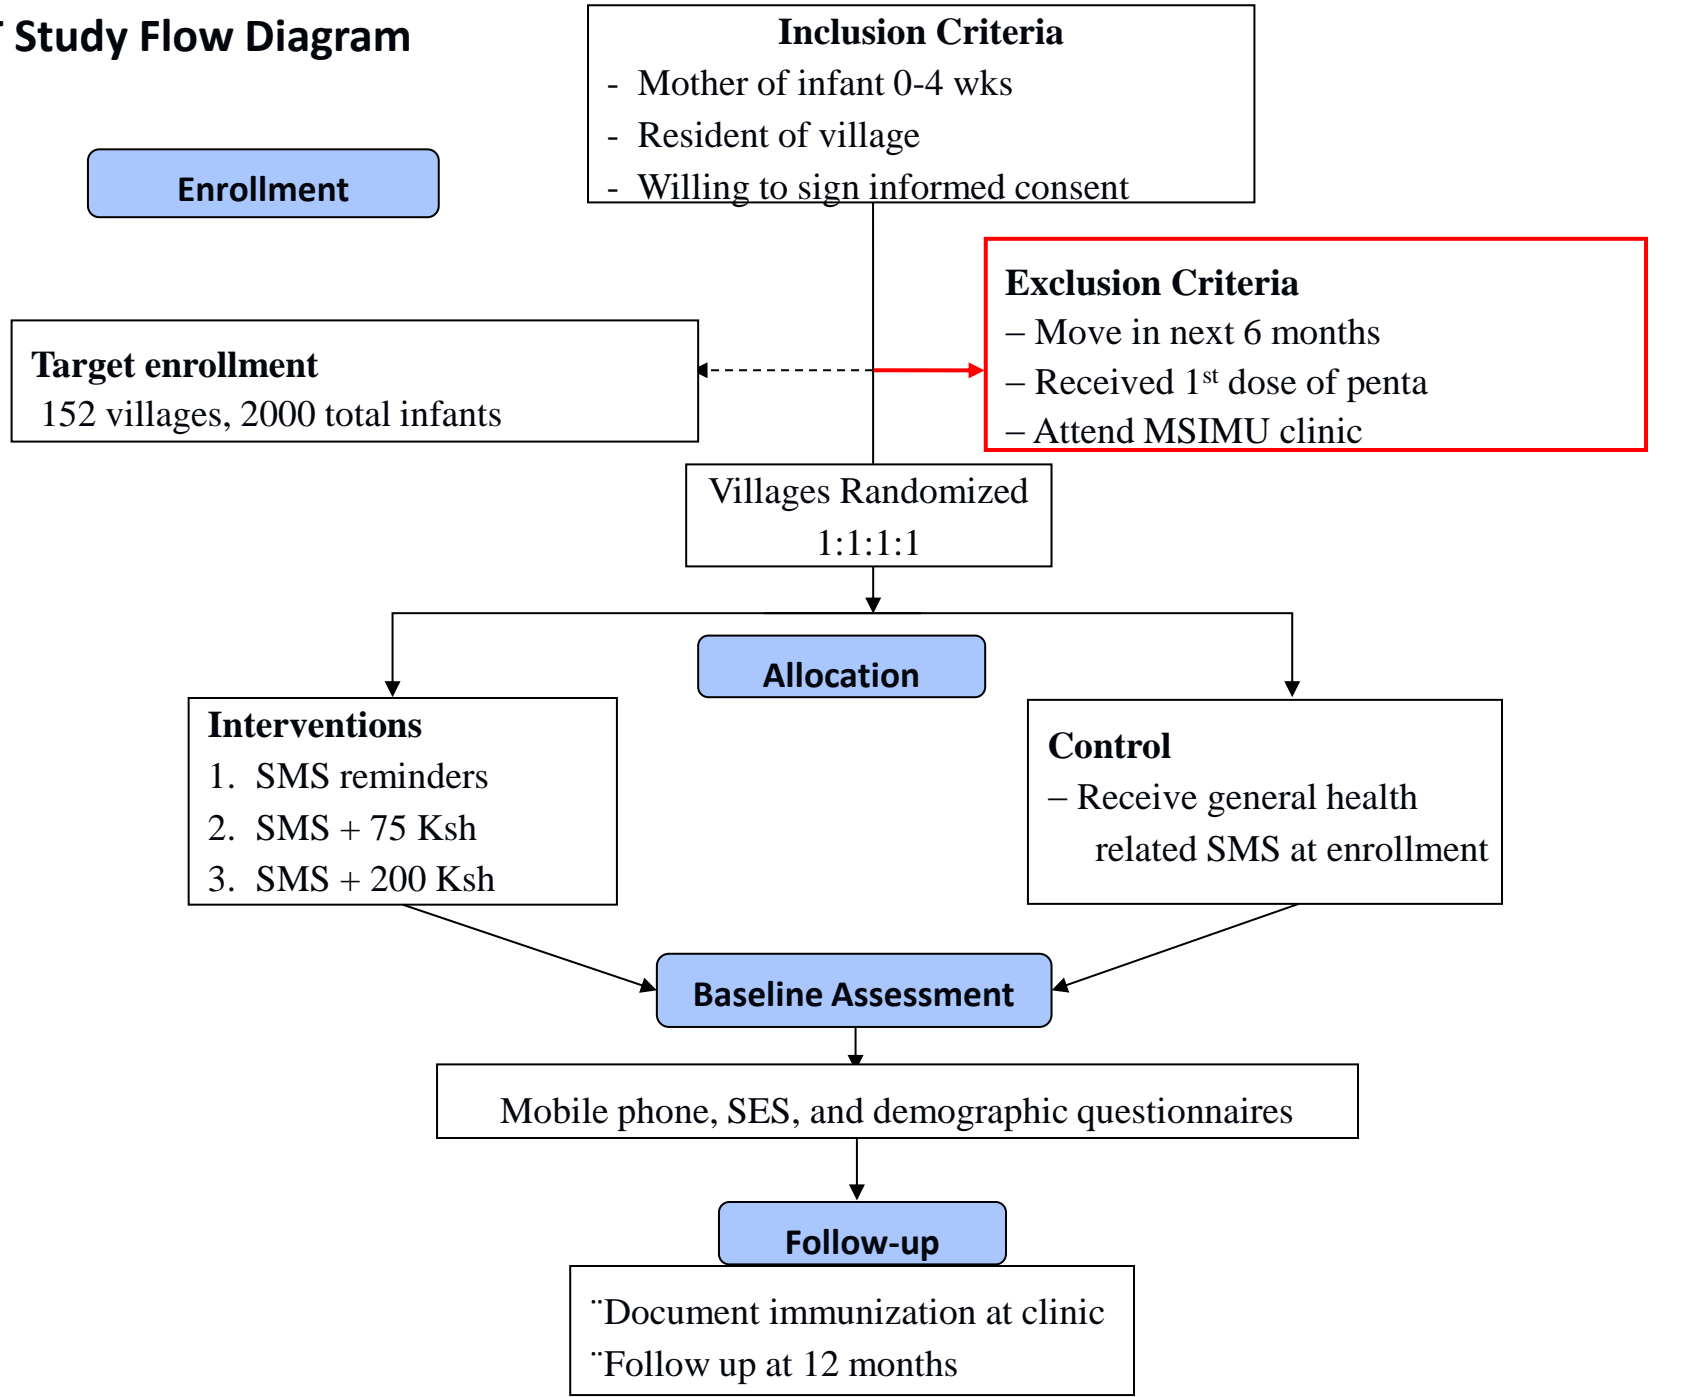 Study Flow Diagram
Inclusion Criteria
- Mother of infant 0-4 wks
- Resident of village
- Willing to sign informed consent
Enrollment
Exclusion Criteria
– Move in next 6 months
– Received 1st dose of penta
– Attend MSIMU clinic
Target enrollment
152 villages, 2000 total infants
Villages Randomized
1:1:1:1
Allocation
Interventions
1. SMS reminders
2. SMS + 75 Ksh
3. SMS + 200 Ksh
Control
– Receive general health
related SMS at enrollment
Baseline Assessment
Mobile phone, SES, and demographic questionnaires
Follow-up
¨Document immunization at clinic
¨Follow up at 12 months